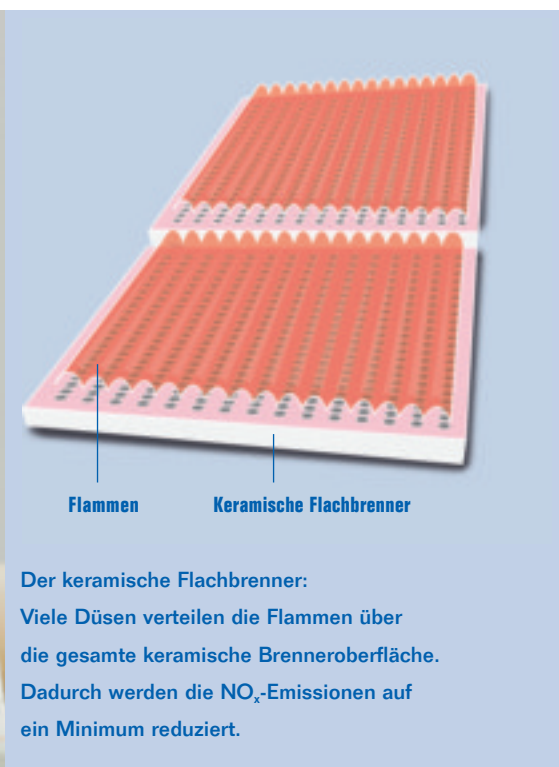 Flammen Keramische Flachbrenner
Der keramische Flachbrenner:
Viele Düsen verteilen die Flammen über
die gesamte keramische Brenneroberfläche.
Dadurch werden die NOₓ-Emissionen auf
ein Minimum reduziert.